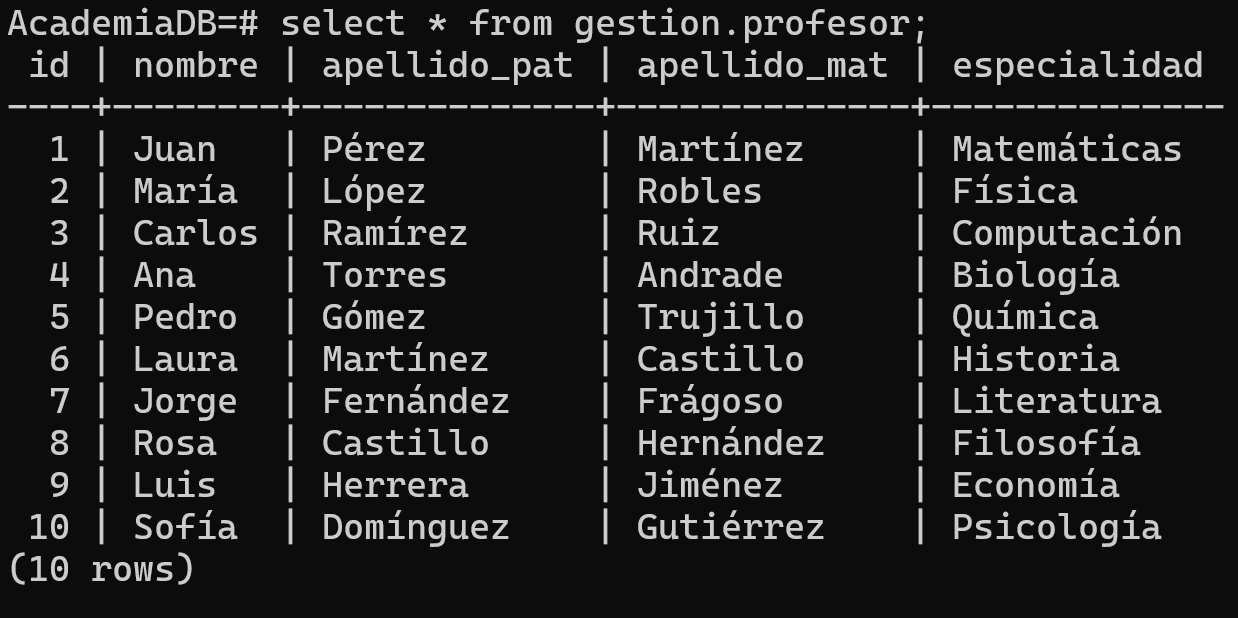 AcademiaDB=# select * from gestion.profesor;
 id | nombre | apellido_pat | apellido_mat | especialidad
----+--------+--------------+--------------+--------------
  1 | Juan   | Pérez        | Martínez     | Matemáticas
  2 | María  | López        | Robles       | Física
  3 | Carlos | Ramírez      | Ruiz         | Computación
  4 | Ana    | Torres       | Andrade      | Biología
  5 | Pedro  | Gómez        | Trujillo     | Química
  6 | Laura  | Martínez     | Castillo     | Historia
  7 | Jorge  | Fernández    | Frágoso      | Literatura
  8 | Rosa   | Castillo     | Hernández    | Filosofía
  9 | Luis   | Herrera      | Jiménez      | Economía
 10 | Sofía  | Domínguez    | Gutiérrez    | Psicología
(10 rows)